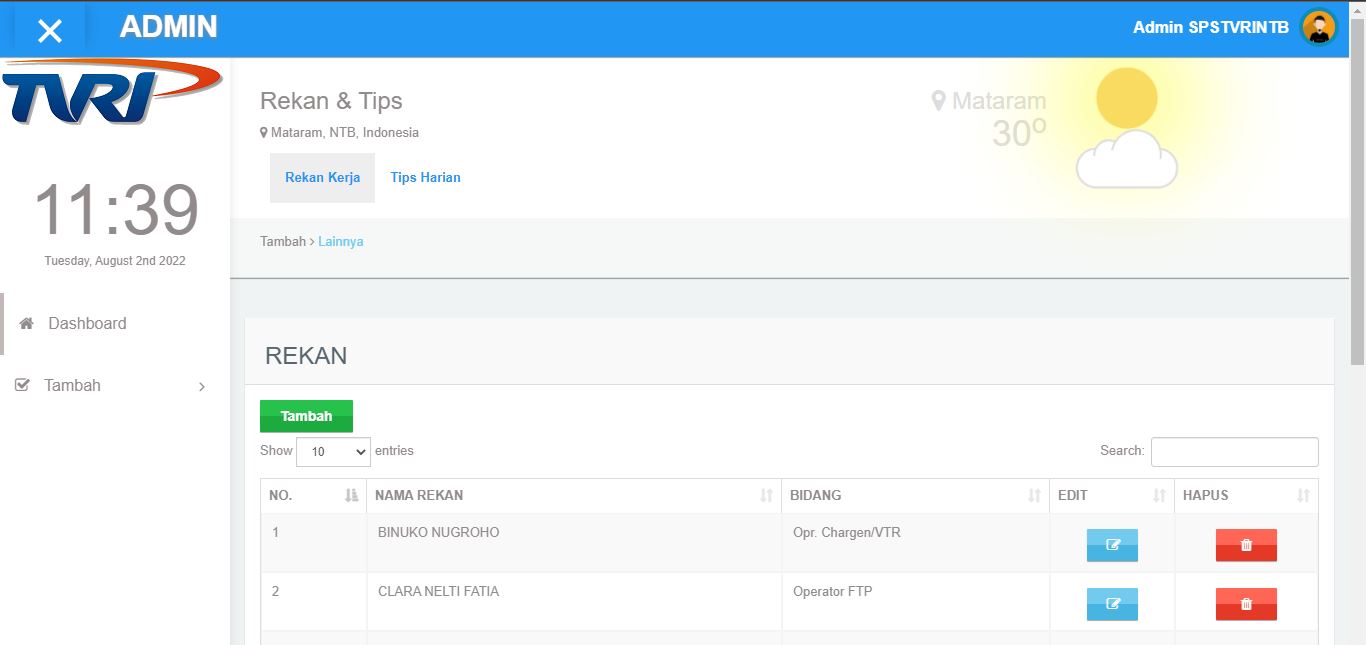 ADMIN
Admin SPSTVRINTB
TVRI
11:39
Tuesday, August 2nd 2022
Dashboard
Tambah
Rekan & Tips
Mataram, NTB, Indonesia
Rekan Kerja Tips Harian
Mataram
30°
Tambah > Lainnya
REKAN
Tambah
Show 10 entries
Search:
NO. NAMA REKAN BIDANG EDIT HAPUS
1 BINUKO NUGROHO Opr. Chargen/VTR
2 CLARA NELTI FATIA Operator FTP